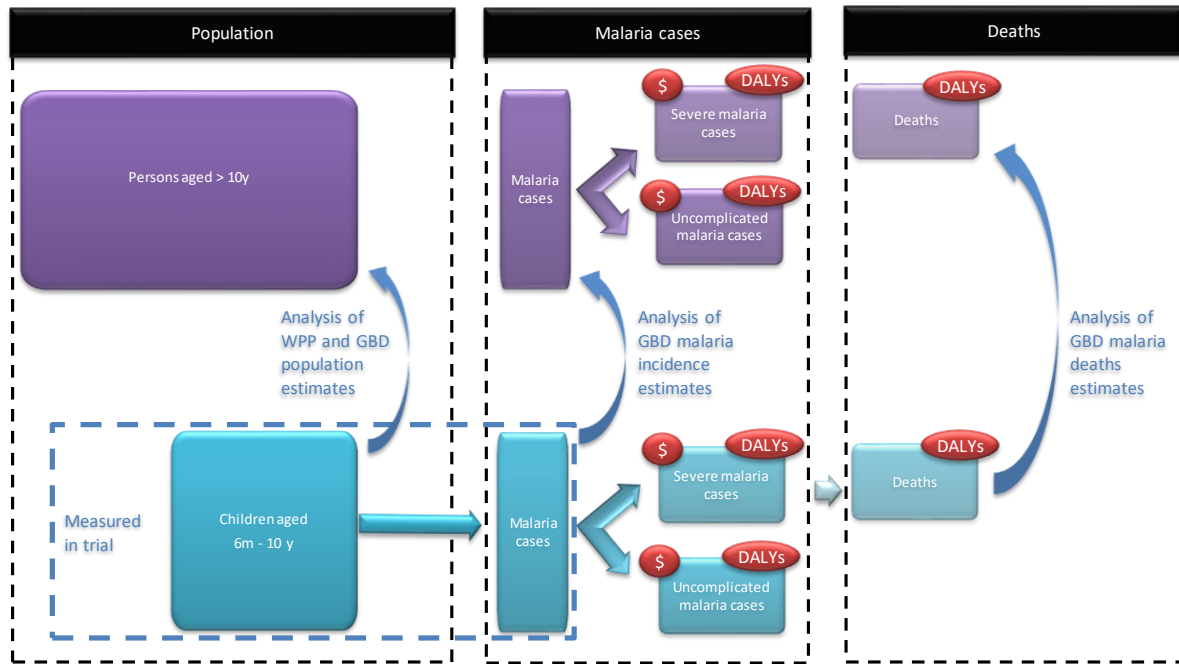 Population
Malaria cases
Deaths
Persons aged > 10y
Malaria
cases
$
DALYs
Severe malaria
cases
$
DALYs
Uncomplicated
malaria cases
DALYs
Deaths
Analysis of
WPP and GBD
population
estimates
Analysis of
GBD malaria
incidence
estimates
Analysis of
GBD malaria
deaths
estimates
Measured
in trial
Children aged
6m - 10 y
Malaria
cases
$
DALYs
Severe malaria
cases
$
DALYs
Uncomplicated
malaria cases
DALYs
Deaths